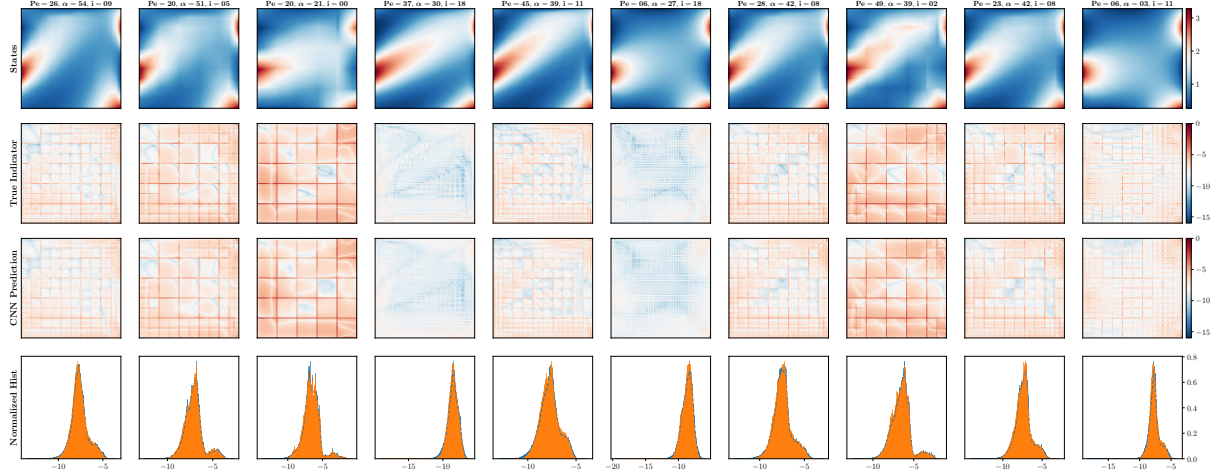 Pe−26, α−54, i−09
Pe−20, α−51, i−05
Pe−20, α−21, i−00
Pe−37, α−30, i−18
Pe−45, α−39, i−11
Pe−06, α−27, i−18
Pe−28, α−42, i−08
Pe−49, α−39, i−02
Pe−23, α−42, i−08
Pe−06, α−03, i−11
States
3
2
1
True Indicator
0
−5
−10
−15
CNN Prediction
0
−5
−10
−15
Normalized Hist
0.8
0.6
0.4
0.2
0.0
−10 −5
−10 −5
−10 −5
−15 −10
−10 −5
−20 −15 −10
−10 −5
−10 −5
−10 −5
−15 −10 −5